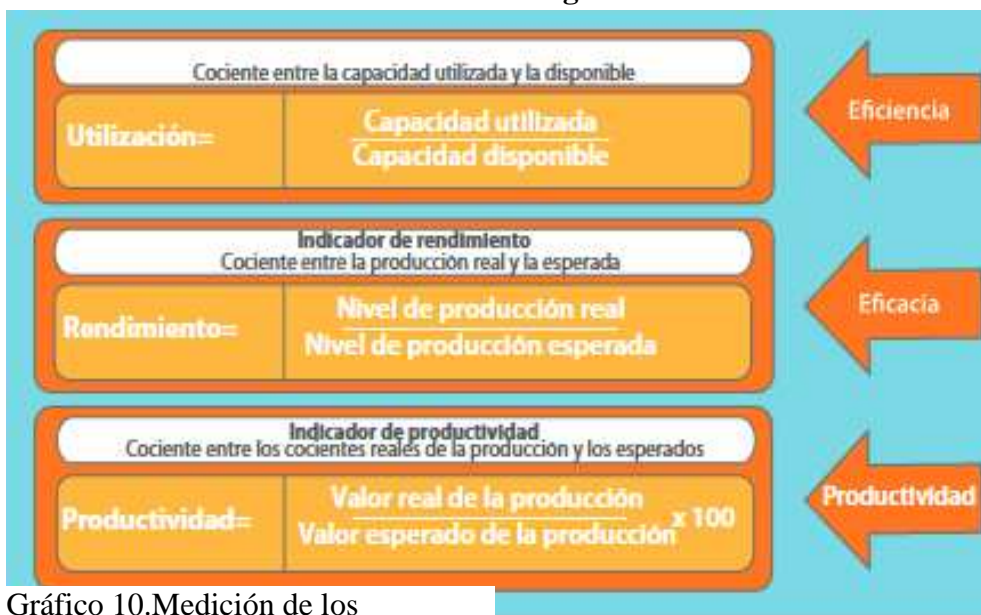 Cociente entre la capacidad utilizada y la disponible
Utilización=
Capacidad utilizada
Capacidad disponible
Eficiencia
Indicador de rendimiento
Cociente entre la producción real y la esperada
Rendimiento=
Nivel de producción real
Nivel de producción esperada
Eficacia
Indicador de productividad
Cociente entre los cocientes reales de la producción y los esperados
Productividad=
Valor real de la producción
Valor esperado de la producción
x 100
Productividad
Gráfico 10.Medición de los